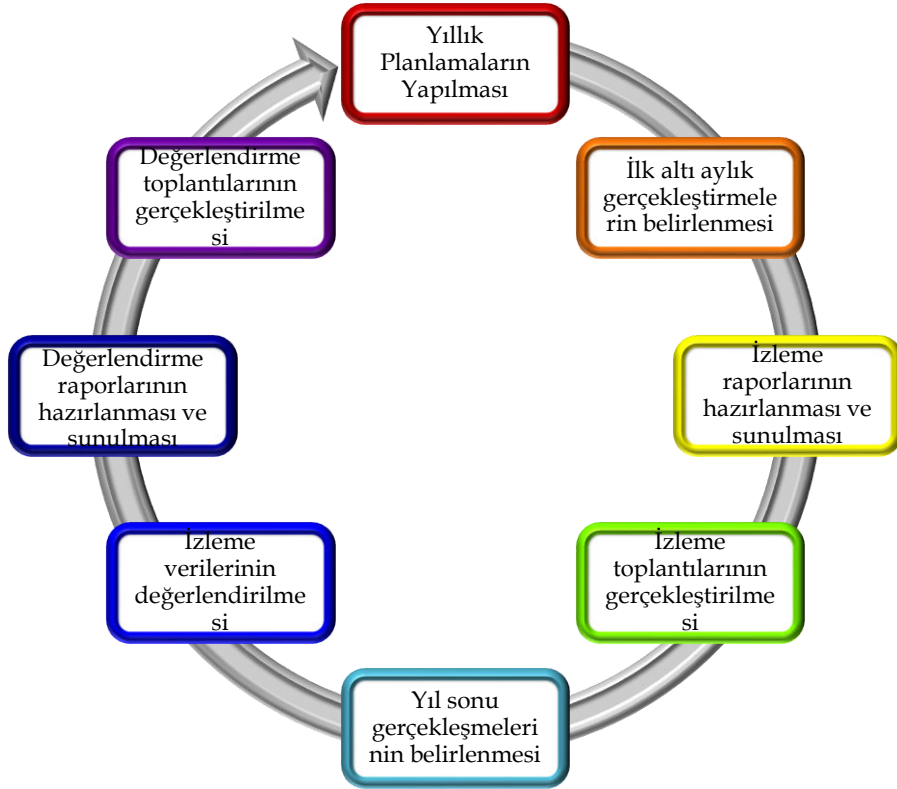 Yıllık
Planlamaların
Yapılması
İlk altı aylık
gerçekleştirmele
rin belirlenmesi
İzleme
raporlarının
hazırlanması ve
sunulması
İzleme
toplantılarının
gerçekleştirilme
si
Yıl sonu
gerçekleşmeleri
nin belirlenmesi
İzleme
verilerinin
değerlendirilme
si
Değerlendirme
raporlarının
hazırlanması ve
sunulması
Değerlendirme
toplantılarının
gerçekleştirilme
si